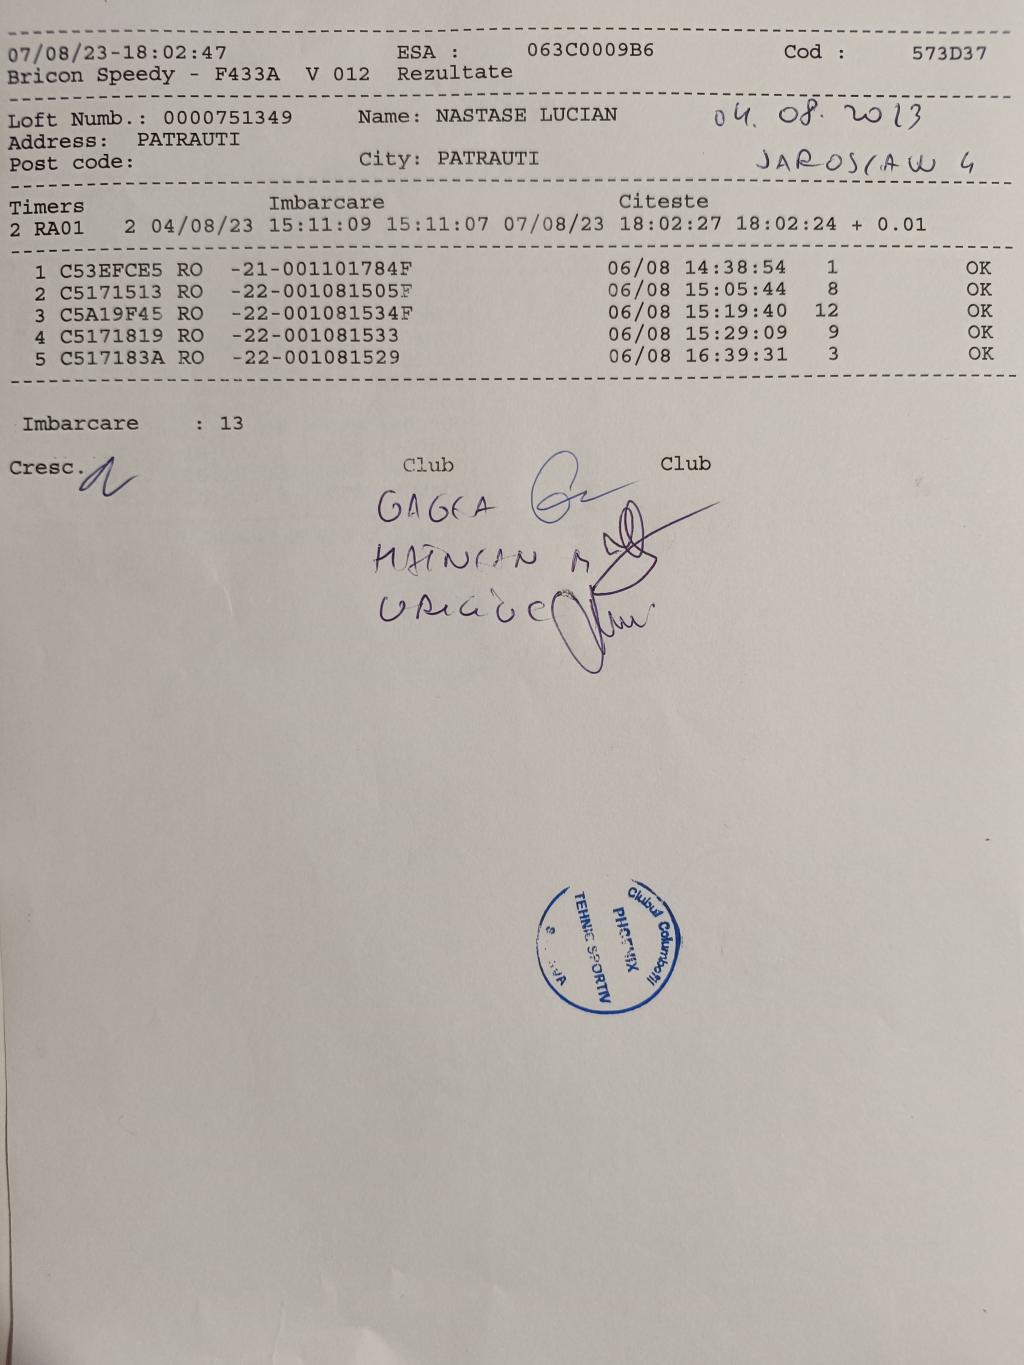 07/08/23-18:02:47 ESA : 063C0009B6 Cod : 573D37
Bricon Speedy - F433A V 012 Rezultate
Loft Numb.: 0000751349 Name: NASTASE LUCIAN 04. 08. 2023
Address: PATRAUTI
Post code: City: PATRAUTI JAROSLAW 4
Timers Imbarcare Citeste
2 RA01 2 04/08/23 15:11:09 15:11:07 07/08/23 18:02:27 18:02:24 + 0.01
1 C53EFCE5 RO -21-001101784F 06/08 14:38:54 1 OK
2 C5171513 RO -22-001081505F 06/08 15:05:44 8 OK
3 C5A19F45 RO -22-001081534F 06/08 15:19:40 12 OK
4 C5171819 RO -22-001081533 06/08 15:29:09 9 OK
5 C517183A RO -22-001081529 06/08 16:39:31 3 OK
Imbarcare : 13
Cresc. Club Club
GAGEA
Clubul Columbofil
PHOENIX
TEHNIC SPORTIV